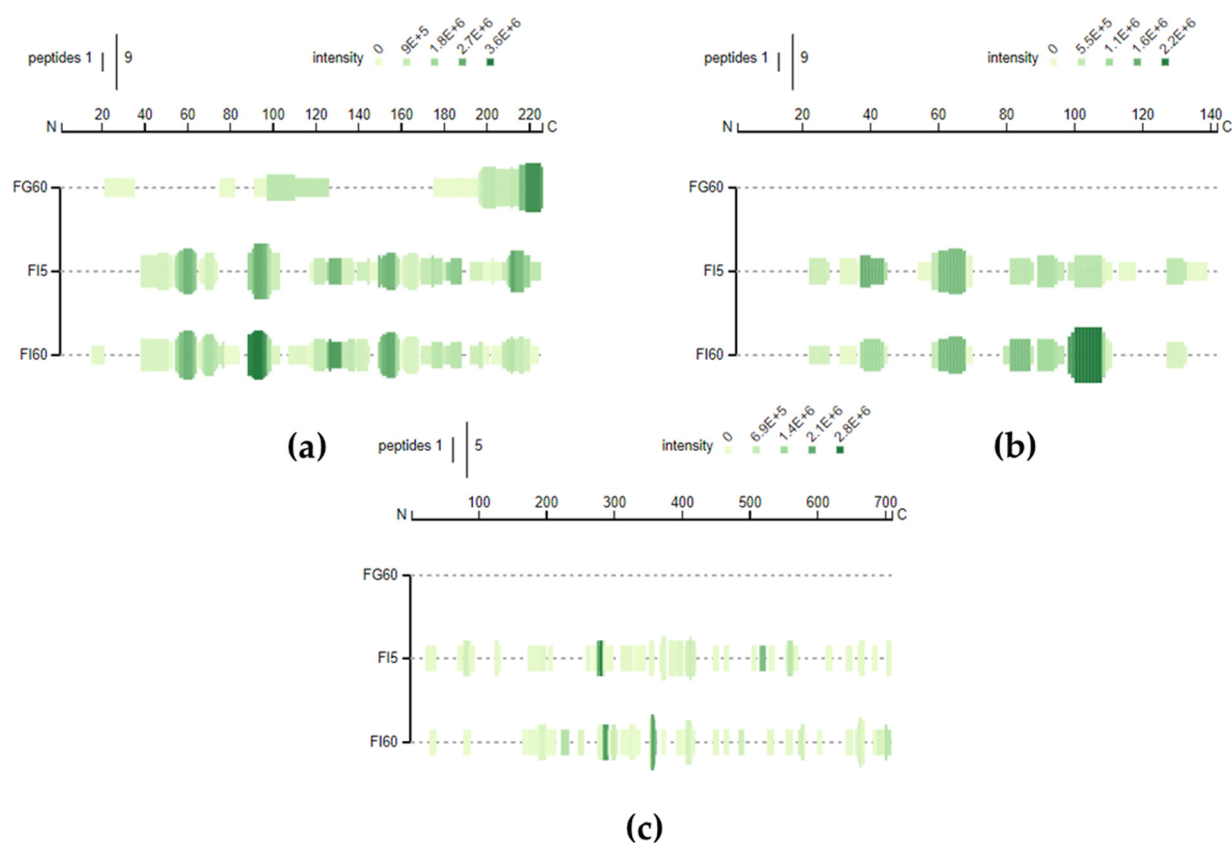 peptides 1 9 intensity 0 9E+5 1.8E+6 2.7E+6 3.6E+6
N 20 40 60 80 100 120 140 160 180 200 220 C
FG60
FI5
FI60
(a)
peptides 1 9 intensity 0 5.5E+5 1.1E+6 1.6E+6 2.2E+6
N 20 40 60 80 100 120 140 C
FG60
FI5
FI60
(b)
peptides 1 5 intensity 0 6.9E+5 1.4E+6 2.1E+6 2.8E+6
N 100 200 300 400 500 600 700 C
FG60
FI5
FI60
(c)